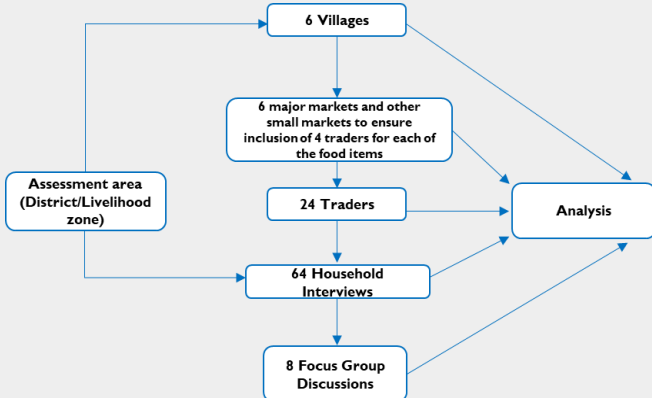 6 Villages
6 major markets and other
small markets to ensure
inclusion of 4 traders for each of
the food items
Assessment area
(District/Livelihood
zone)
24 Traders
Analysis
64 Household
Interviews
8 Focus Group
Discussions